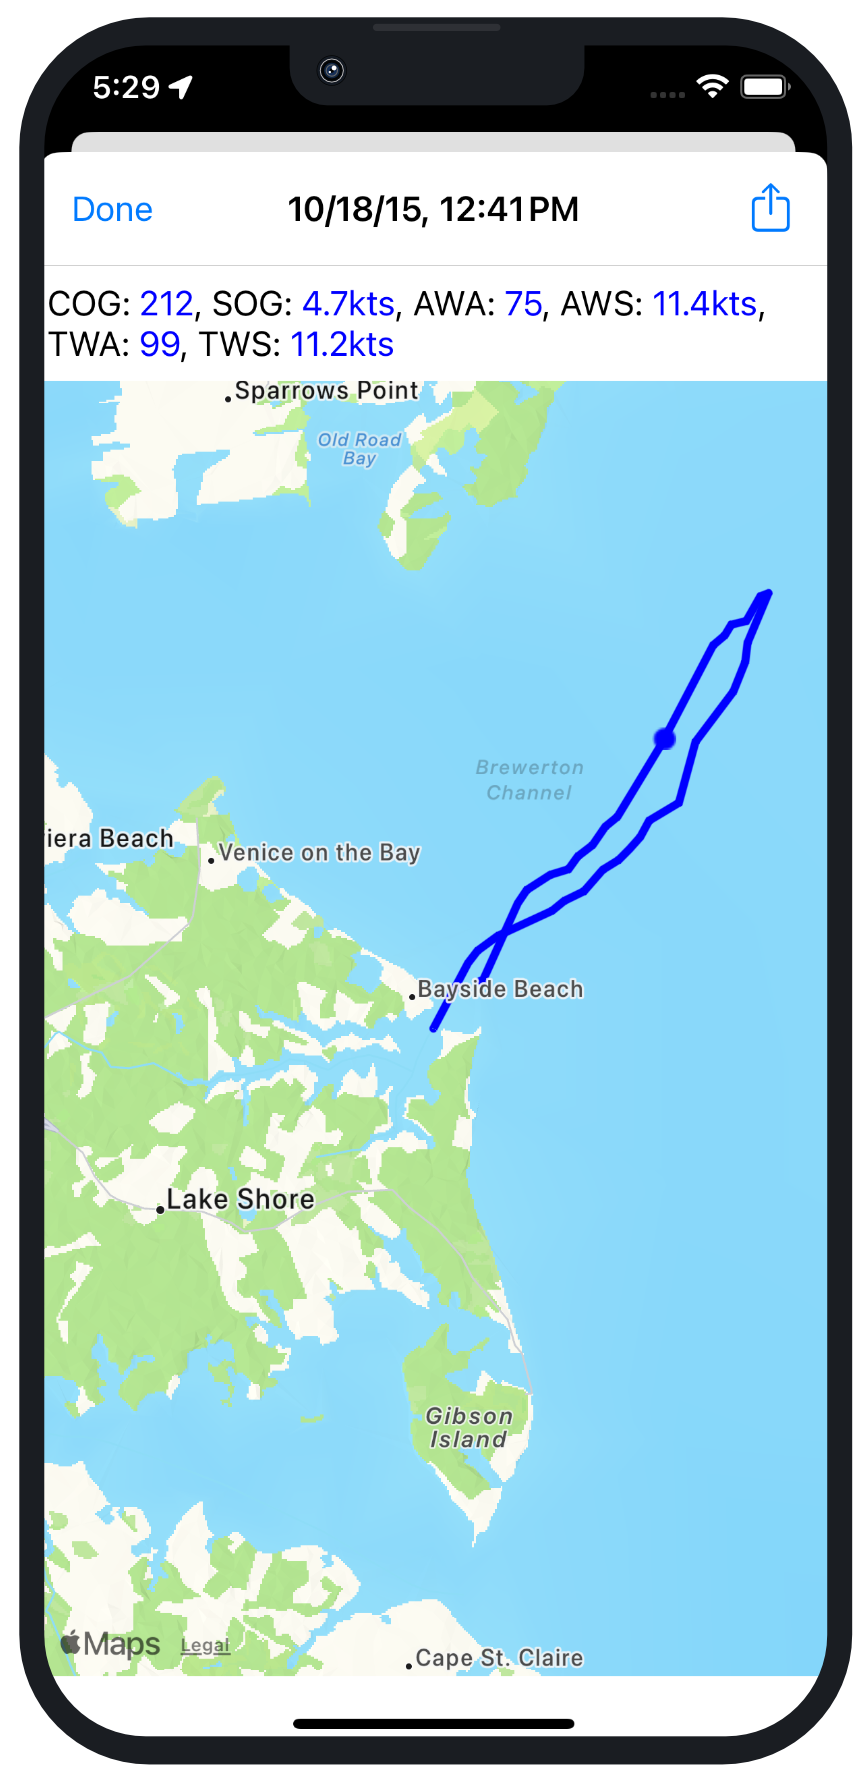 5:29
Done
10/18/15, 12:41 PM
COG: 212, SOG: 4.7kts, AWA: 75, AWS: 11.4kts,
TWA: 99, TWS: 11.2kts
Sparrows Point
Old Road
Bay
Brewerton
Channel
iera Beach
Venice on the Bay
Bayside Beach
Lake Shore
Gibson
Island
Maps
Legal
Cape St. Claire